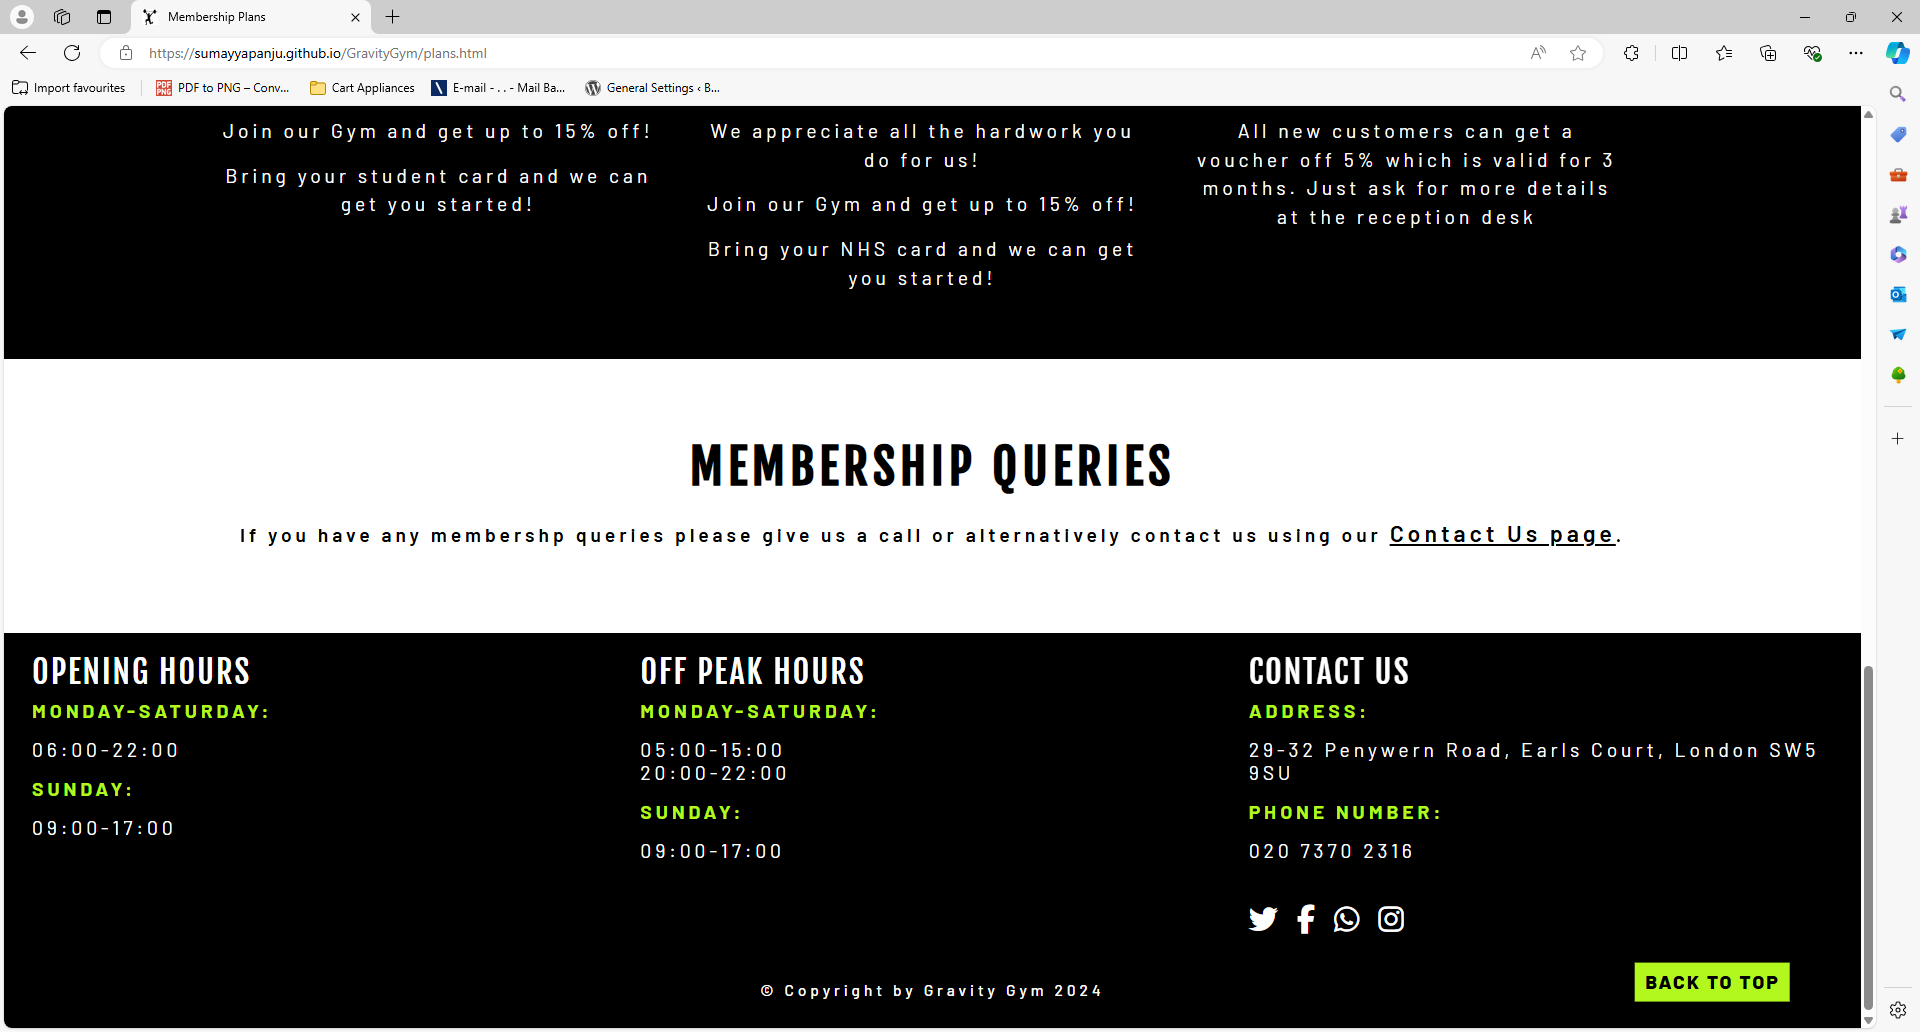 Membership Plans
https://sumayyapanju.github.io/GravityGym/plans.html
Import favourites
PDF to PNG – Conv...
Cart Appliances
E-mail - . . - Mail Ba...
General Settings ‹ B...
Join our Gym and get up to 15% off!
Bring your student card and we can
get you started!
We appreciate all the hardwork you
do for us!
Join our Gym and get up to 15% off!
Bring your NHS card and we can get
you started!
All new customers can get a
voucher off 5% which is valid for 3
months. Just ask for more details
at the reception desk
MEMBERSHIP QUERIES
If you have any membershp queries please give us a call or alternatively contact us using our Contact Us page.
OPENING HOURS
MONDAY-SATURDAY:
06:00-22:00
SUNDAY:
09:00-17:00
OFF PEAK HOURS
MONDAY-SATURDAY:
05:00-15:00
20:00-22:00
SUNDAY:
09:00-17:00
CONTACT US
ADDRESS:
29-32 Penywern Road, Earls Court, London SW5
9SU
PHONE NUMBER:
020 7370 2316
BACK TO TOP
© Copyright by Gravity Gym 2024